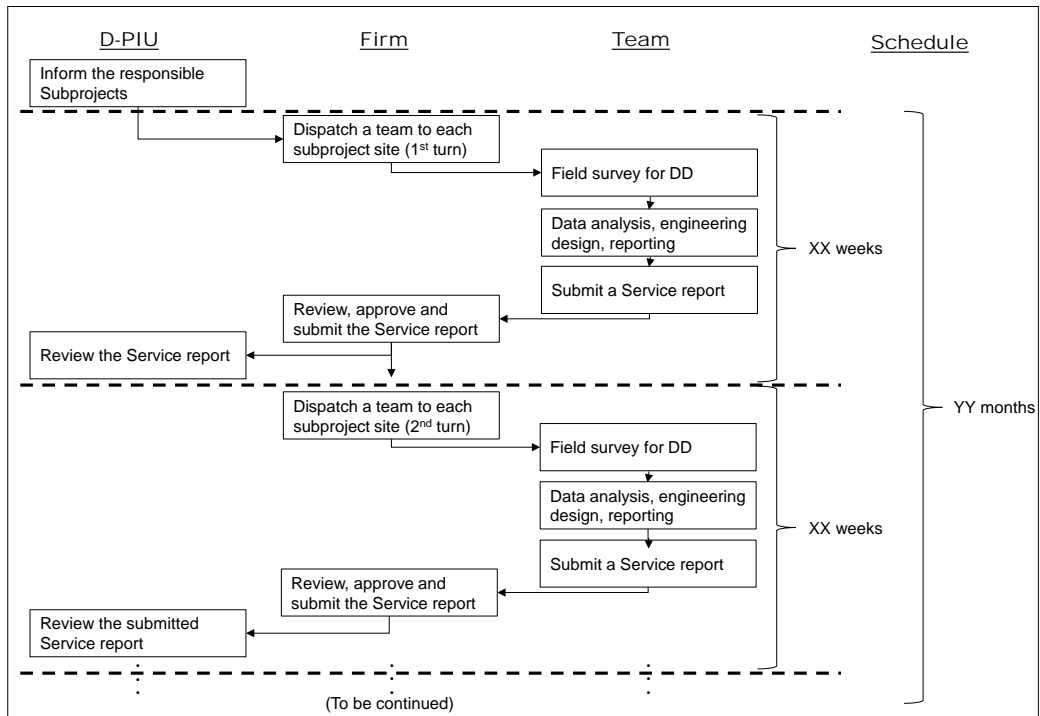 D-PIU
Firm
Team
Schedule
Inform the responsible
Subprojects
Dispatch a team to each
subproject site (1st turn)
Field survey for DD
Data analysis, engineering
design, reporting
XX weeks
Submit a Service report
Review, approve and
submit the Service report
Review the Service report
YY months
Dispatch a team to each
subproject site (2nd turn)
Field survey for DD
Data analysis, engineering
design, reporting
XX weeks
Submit a Service report
Review, approve and
submit the Service report
Review the submitted
Service report
(To be continued)